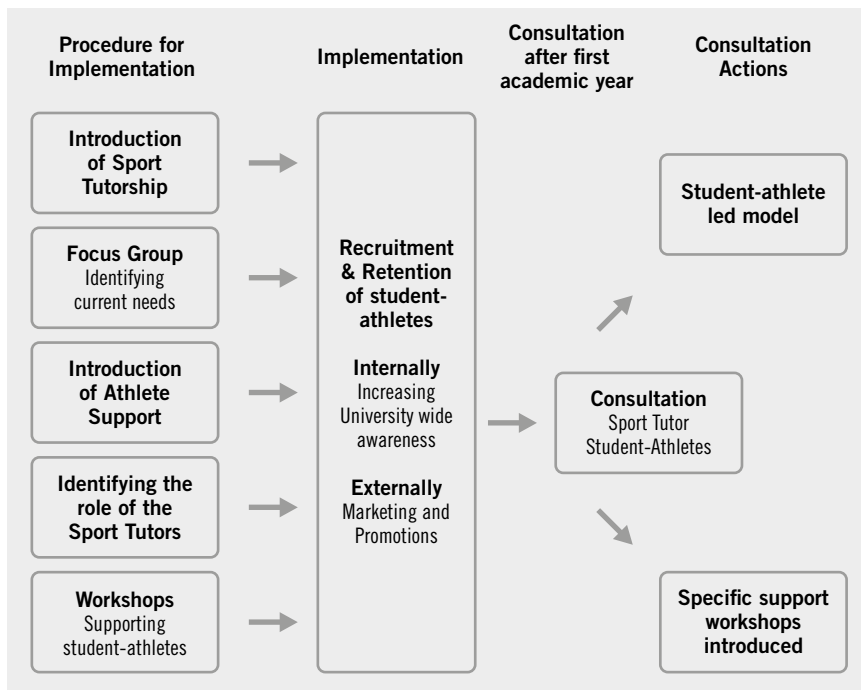 Procedure for
Implementation
Implementation
Consultation
after first
academic year
Consultation
Actions
Introduction
of Sport
Tutorship
Focus Group
Identifying
current needs
Introduction
of Athlete
Support
Identifying the
role of the
Sport Tutors
Workshops
Supporting
student-athletes
Recruitment
& Retention
of student-
athletes
Internally
Increasing
University wide
awareness
Externally
Marketing and
Promotions
Consultation
Sport Tutor
Student-Athletes
Student-athlete
led model
Specific support
workshops
introduced